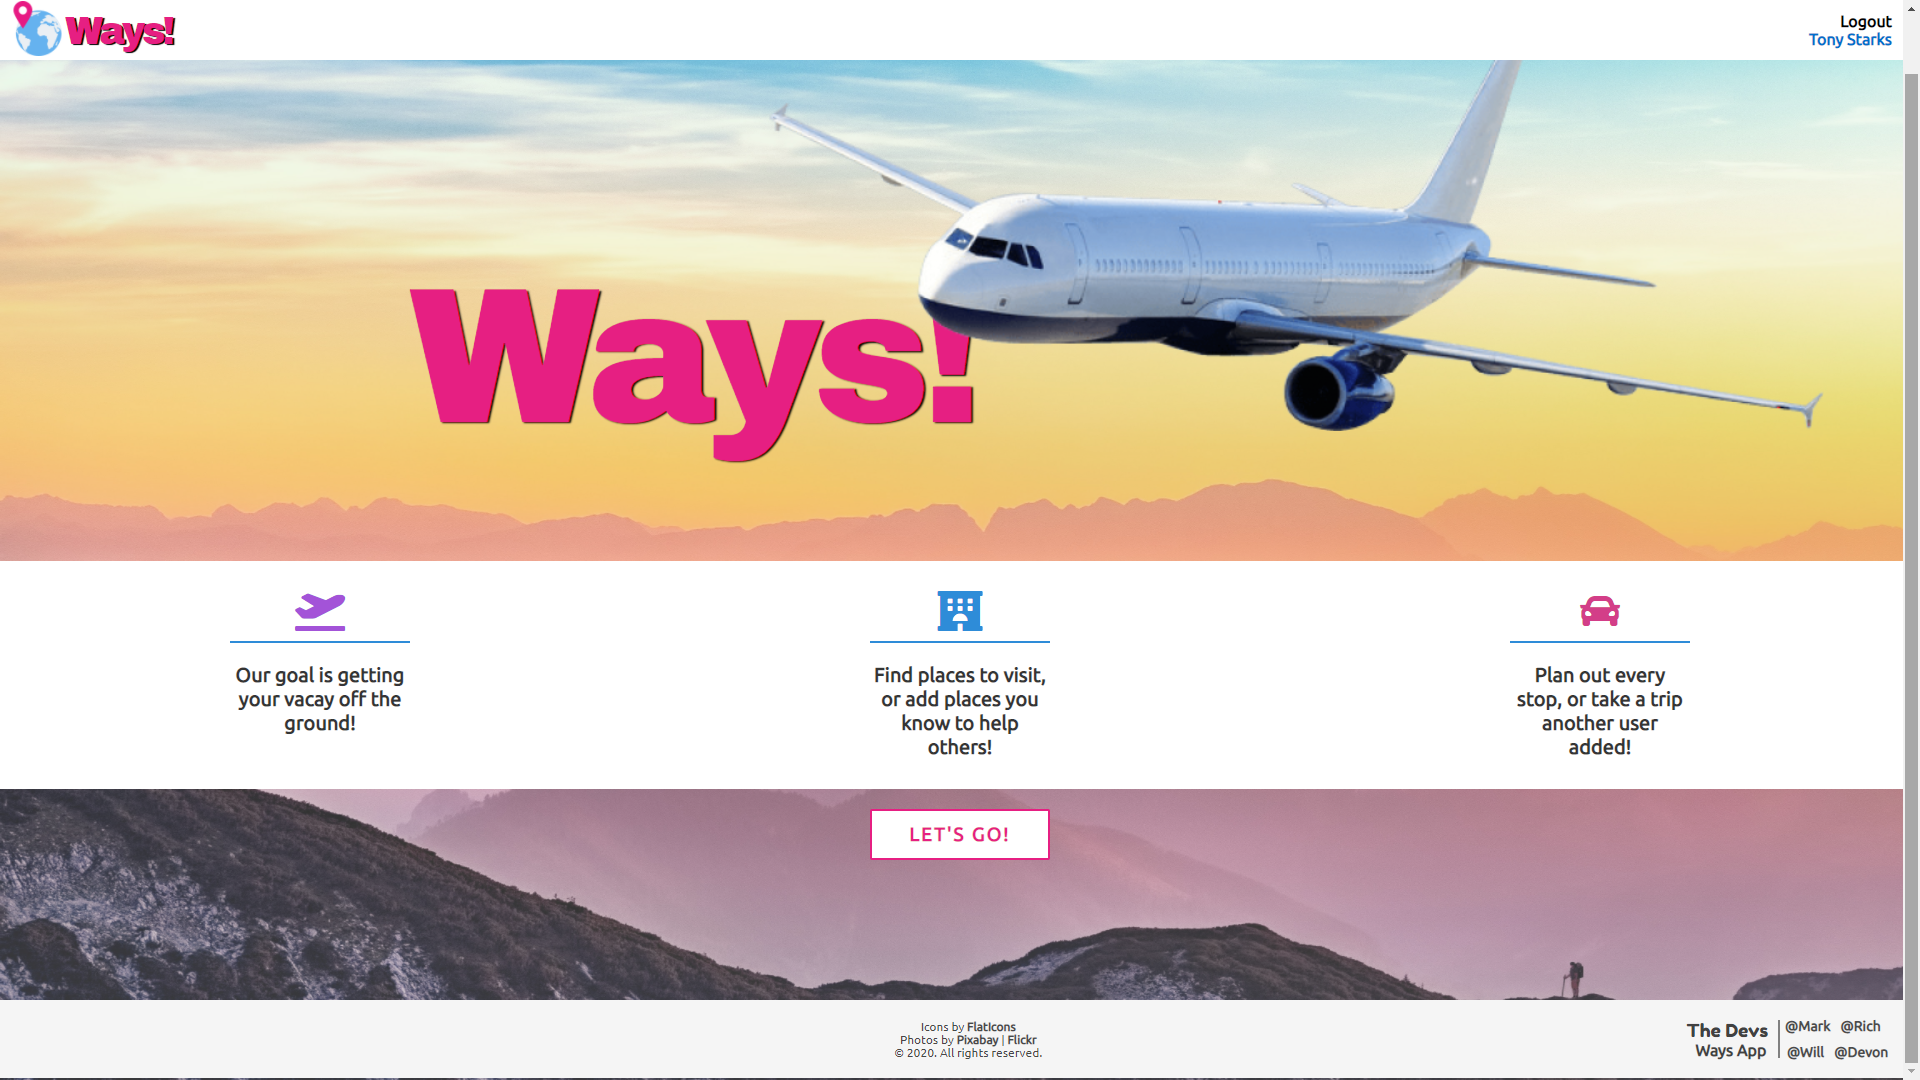 Ways!
Logout
Tony Starks
Ways!
Our goal is getting
your vacay off the
ground!
Find places to visit,
or add places you
know to help
others!
Plan out every
stop, or take a trip
another user
added!
LET'S GO!
Icons by FlatIcons
Photos by Pixabay | Flickr
© 2020. All rights reserved.
The Devs
Ways App
@Mark @Rich
@Will @Devon